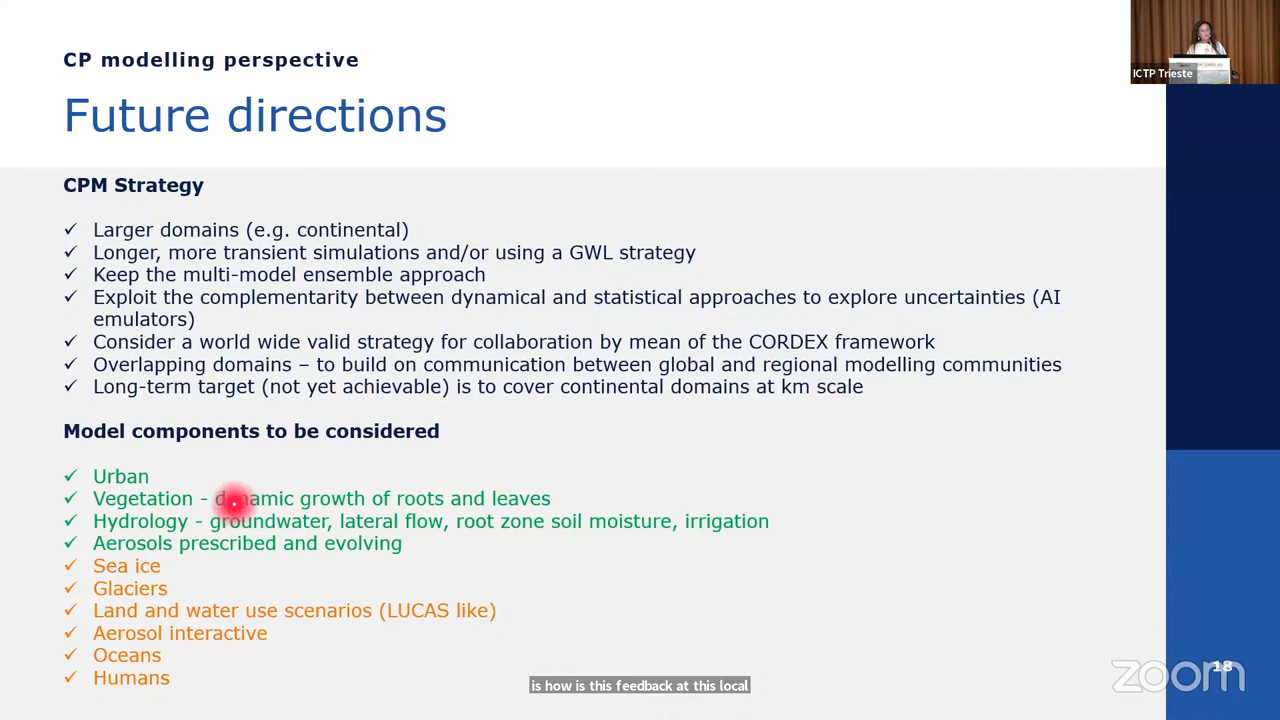 CP modelling perspective
ICTP Trieste
Future directions
CPM Strategy
✓ Larger domains (e.g. continental)
✓ Longer, more transient simulations and/or using a GWL strategy
✓ Keep the multi-model ensemble approach
✓ Exploit the complementarity between dynamical and statistical approaches to explore uncertainties (AI
emulators)
✓ Consider a world wide valid strategy for collaboration by mean of the CORDEX framework
✓ Overlapping domains – to build on communication between global and regional modelling communities
✓ Long-term target (not yet achievable) is to cover continental domains at km scale
Model components to be considered
✓ Urban
✓ Vegetation - dynamic growth of roots and leaves
✓ Hydrology - groundwater, lateral flow, root zone soil moisture, irrigation
✓ Aerosols prescribed and evolving
✓ Sea ice
✓ Glaciers
✓ Land and water use scenarios (LUCAS like)
✓ Aerosol interactive
✓ Oceans
✓ Humans
18
zoom
is how is this feedback at this local